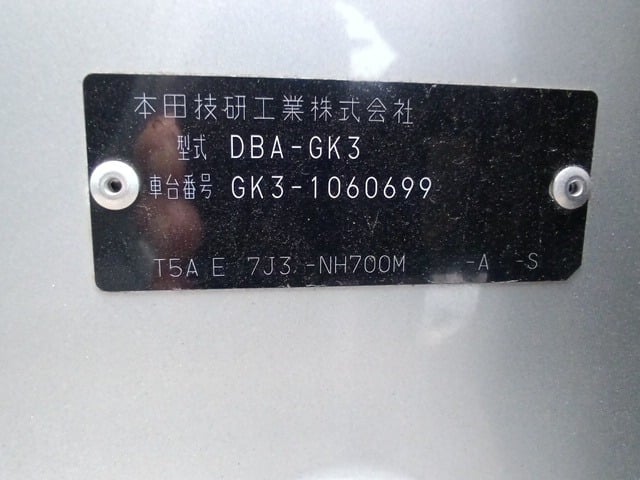 本田技研工業株式会社
型式 DBA-GK3
車台番号 GK3-1060699
T5A E 7J3 -NH700M -A -S